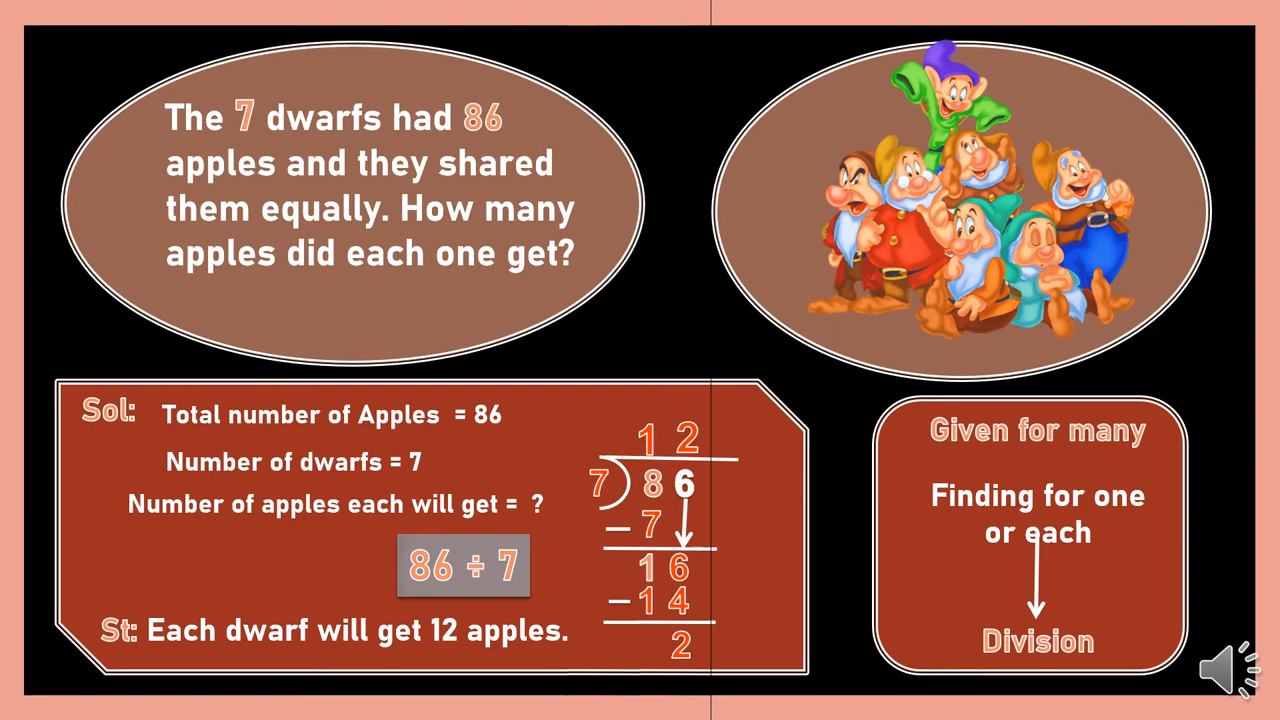 The 7 dwarfs had 86
apples and they shared
them equally. How many
apples did each one get?
Sol: Total number of Apples = 86
Number of dwarfs = 7
Number of apples each will get = ?
86 ÷ 7
St: Each dwarf will get 12 apples.
1 2
7 8 6
– 7
1 6
– 1 4
2
Given for many
Finding for one
or each
Division